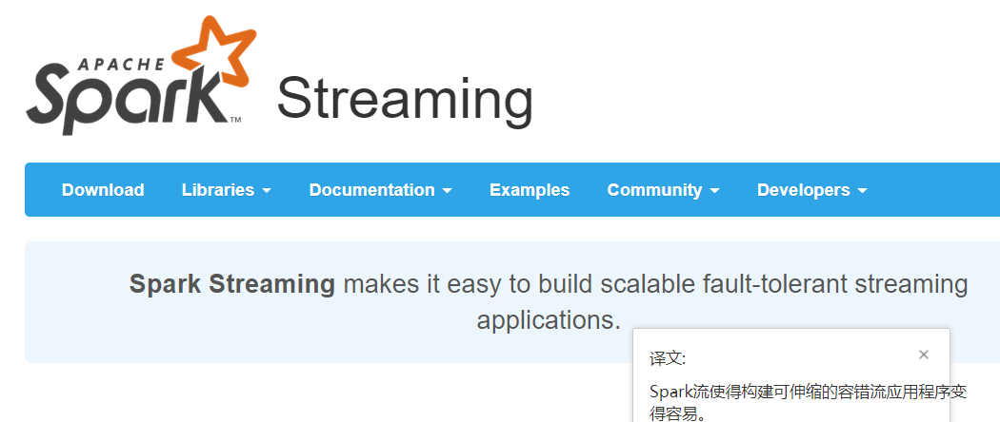 APACHE
Spark™ Streaming
Download Libraries Documentation Examples Community Developers
Spark Streaming makes it easy to build scalable fault-tolerant streaming
applications.
译文: ×
Spark流使得构建可伸缩的容错流应用程序变
得容易。